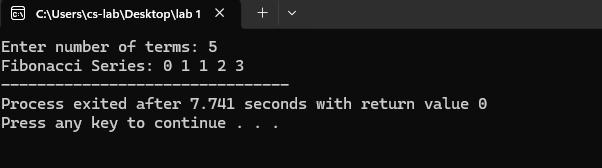 C:\Users\cs-lab\Desktop\lab 1
Enter number of terms: 5
Fibonacci Series: 0 1 1 2 3
--------------------------------
Process exited after 7.741 seconds with return value 0
Press any key to continue . . .